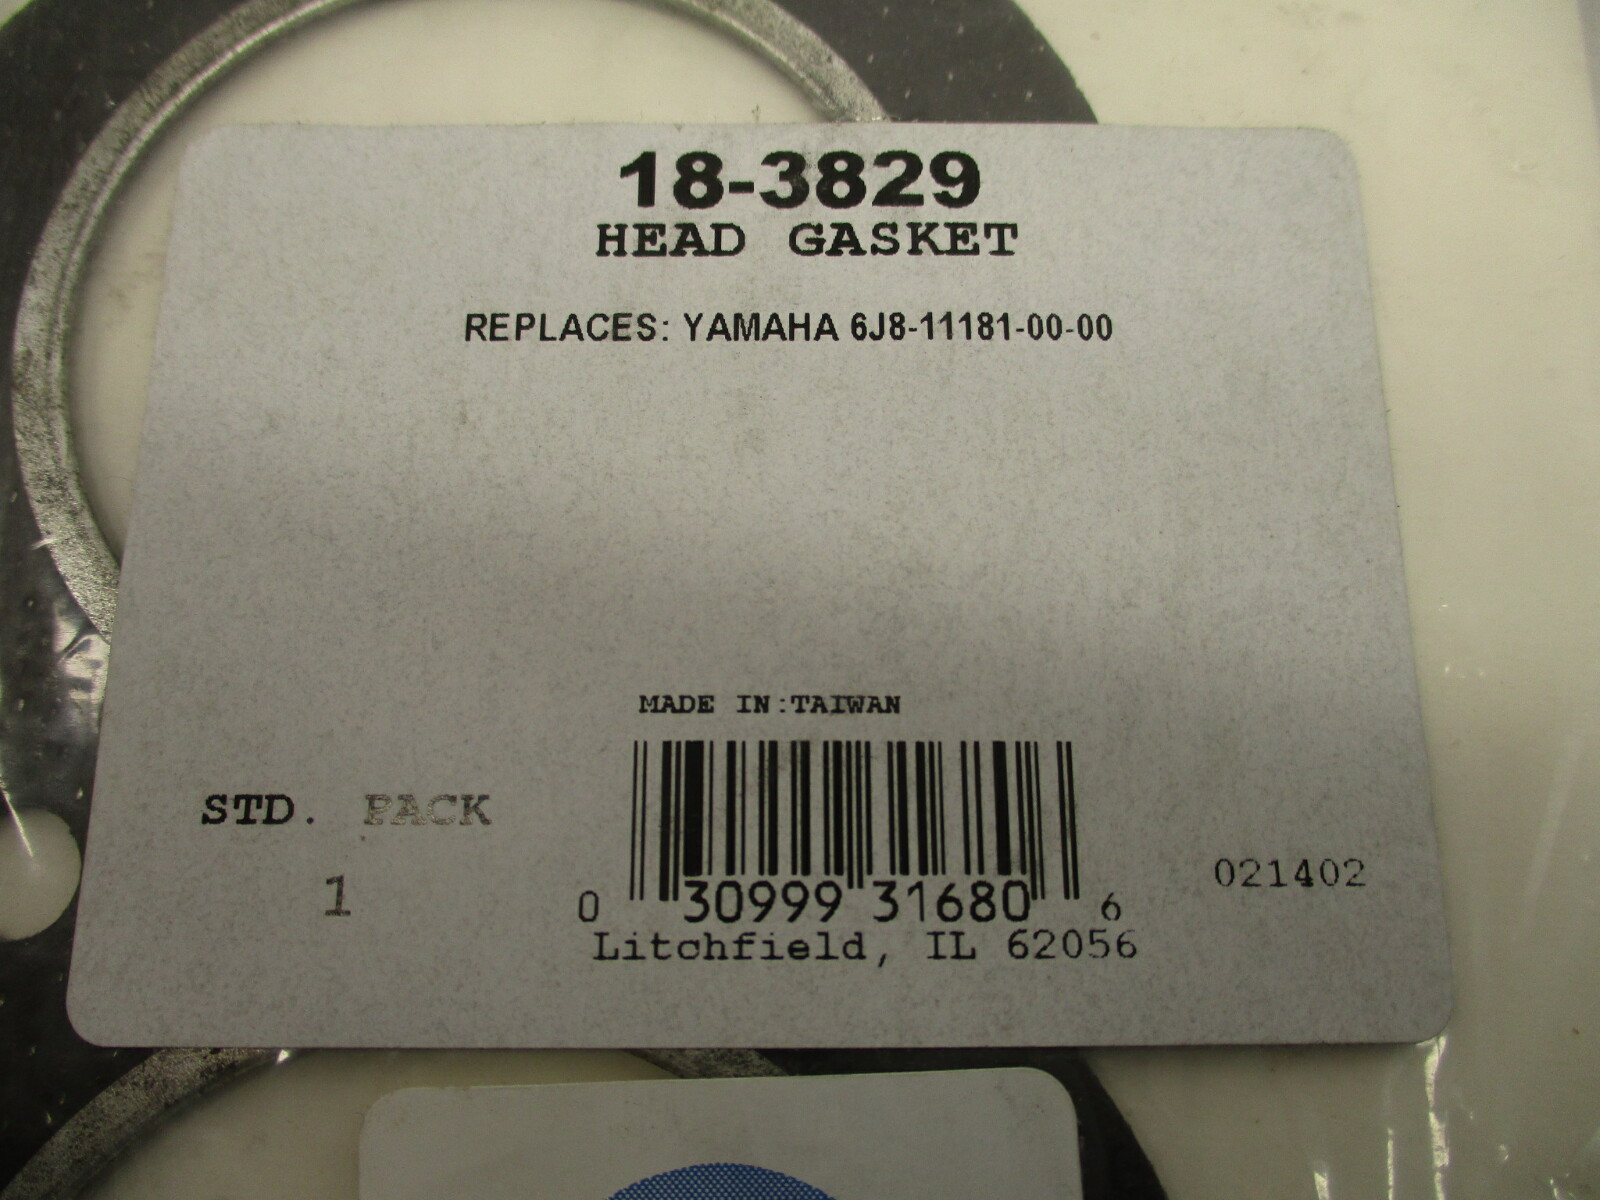 18-3829
HEAD GASKET
REPLACES: YAMAHA 6J8-11181-00-00
MADE IN:TAIWAN
STD. PACK
1
0 30999 31680 6
021402
Litchfield, IL 62056